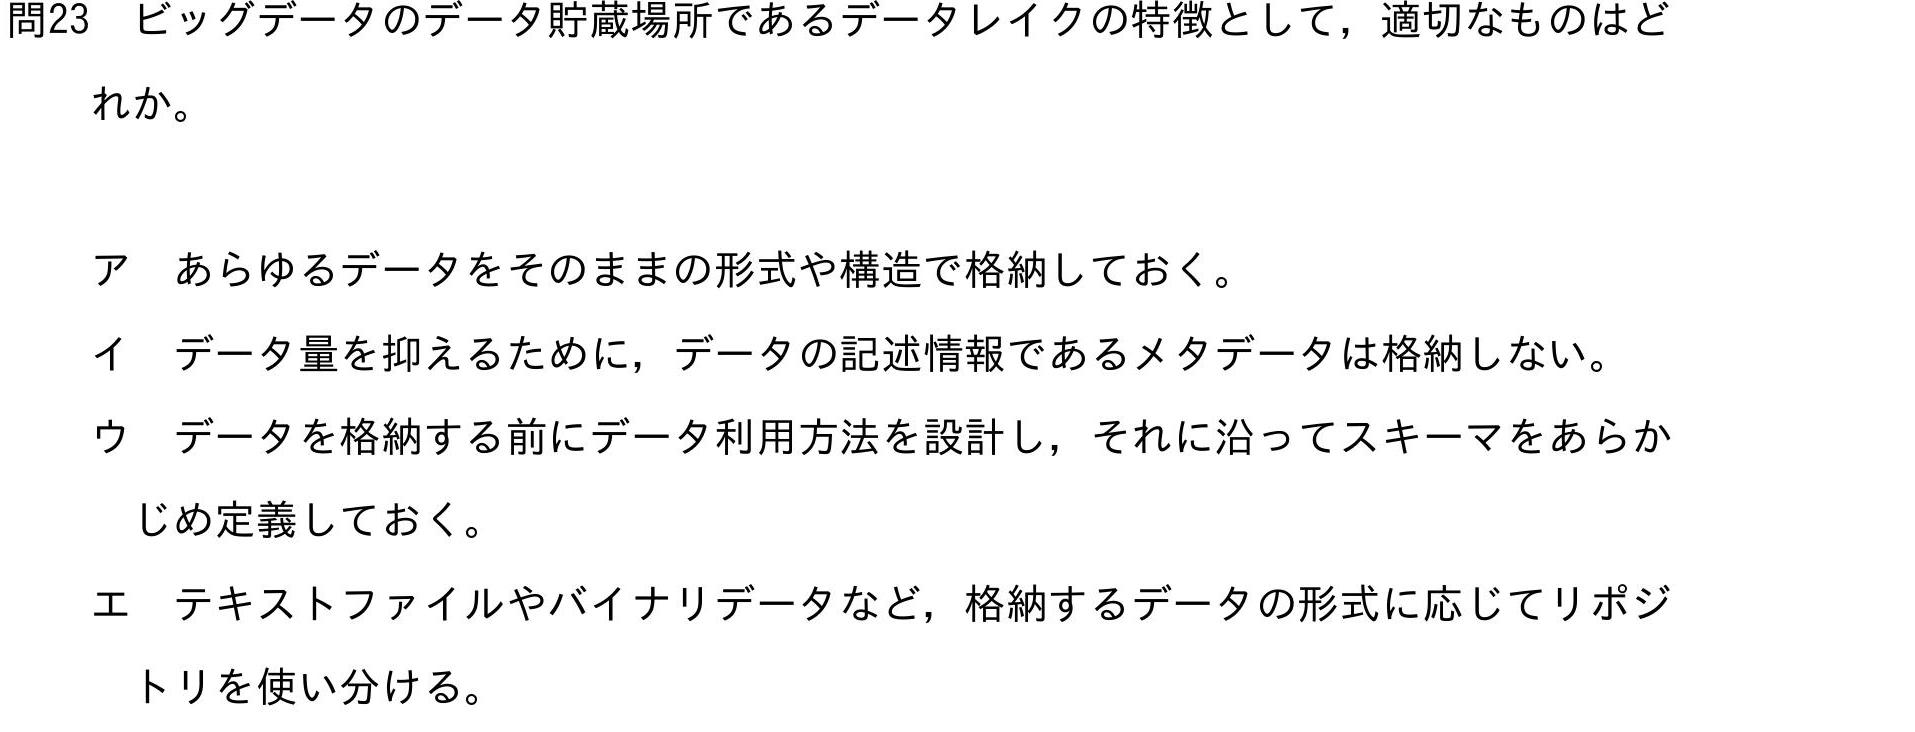 問23　ビッグデータのデータ貯蔵場所であるデータレイクの特徴として，適切なものはど
れか。
ア　あらゆるデータをそのままの形式や構造で格納しておく。
イ　データ量を抑えるために，データの記述情報であるメタデータは格納しない。
ウ　データを格納する前にデータ利用方法を設計し，それに沿ってスキーマをあらか
じめ定義しておく。
エ　テキストファイルやバイナリデータなど，格納するデータの形式に応じてリポジ
トリを使い分ける。